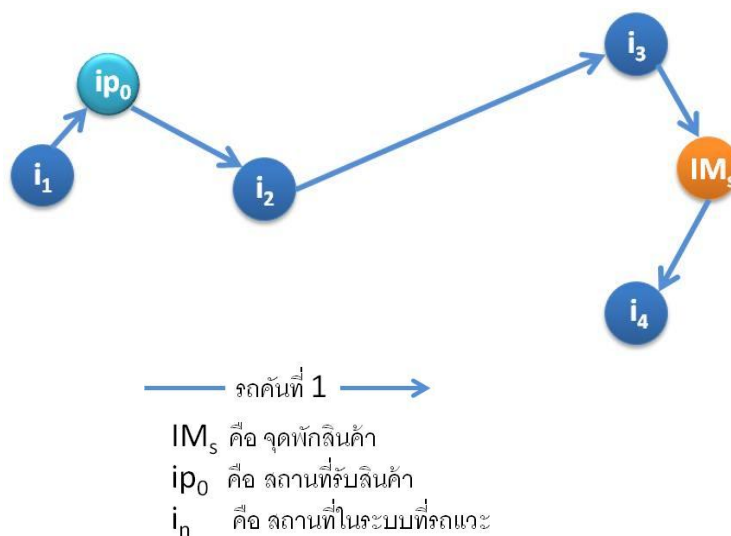 i3
ip0
IMs
i1
i2
i4
รถคันที่ 1
IMs คือ จุดพักสินค้า
ip0 คือ สถานที่รับสินค้า
in คือ สถานที่ในระบบที่รถแวะ